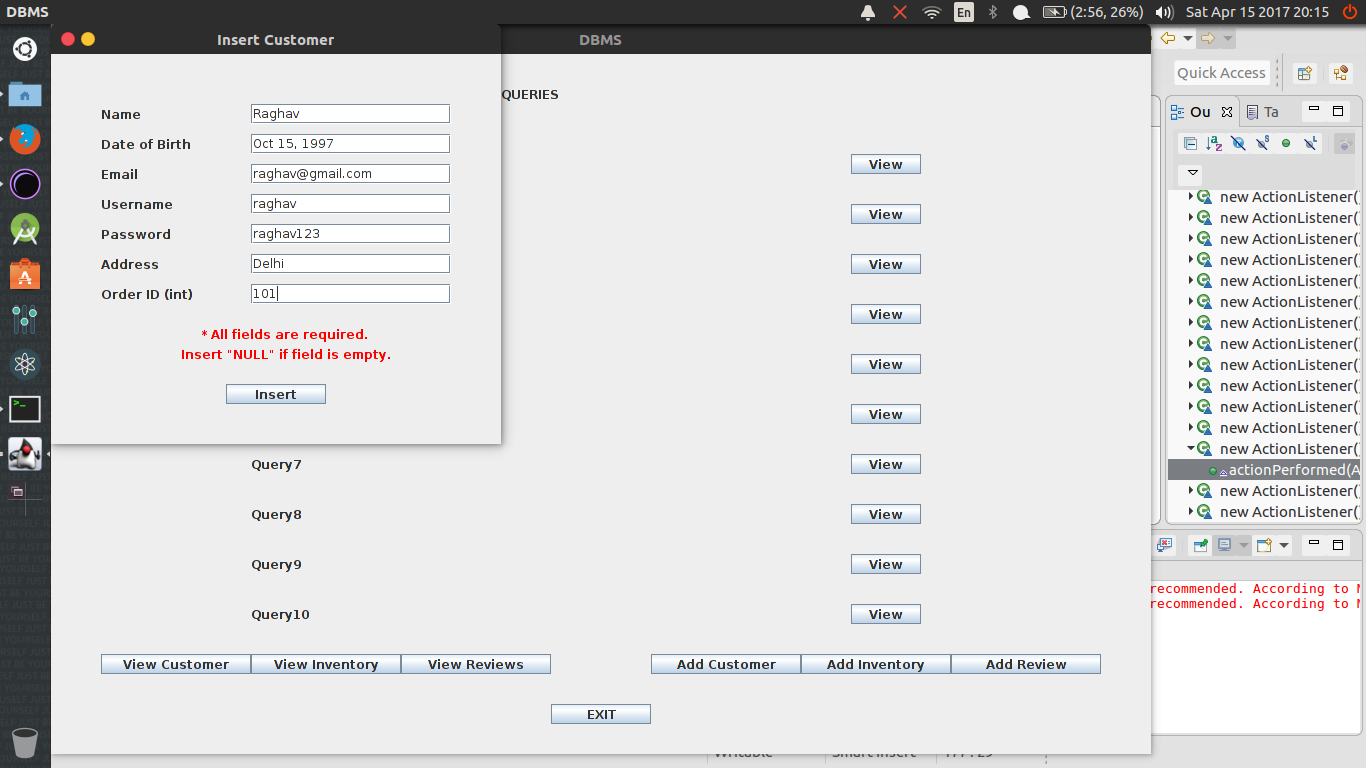 DBMS
En
(2:56, 26%)
Sat Apr 15 2017 20:15
Insert Customer
DBMS
Name
Raghav
Date of Birth
Oct 15, 1997
Email
raghav@gmail.com
Username
raghav
Password
raghav123
Address
Delhi
Order ID (int)
101
* All fields are required.
Insert "NULL" if field is empty.
Insert
QUERIES
View
View
View
View
View
View
Query7
View
Query8
View
Query9
View
Query10
View
View Customer
View Inventory
View Reviews
Add Customer
Add Inventory
Add Review
EXIT
Quick Access
Ou
Ta
new ActionListener()
new ActionListener()
new ActionListener()
new ActionListener()
new ActionListener()
new ActionListener()
new ActionListener()
new ActionListener()
new ActionListener()
new ActionListener()
new ActionListener()
new ActionListener()
new ActionListener()
actionPerformed(A
new ActionListener()
new ActionListener()
recommended. According to M
recommended. According to M
Writable
Smart Insert
177 : 29